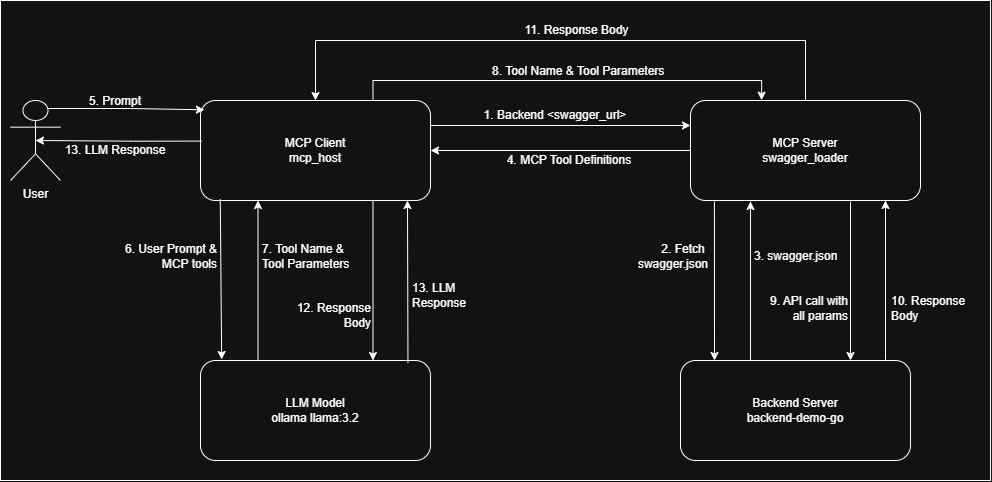 11. Response Body
8. Tool Name & Tool Parameters
5. Prompt
1. Backend <swagger_url>
MCP Client
mcp_host
MCP Server
swagger_loader
13. LLM Response
4. MCP Tool Definitions
User
6. User Prompt &
MCP tools
7. Tool Name &
Tool Parameters
2. Fetch
swagger.json
3. swagger.json
13. LLM
Response
12. Response
Body
9. API call with
all params
10. Response
Body
LLM Model
ollama llama:3.2
Backend Server
backend-demo-go